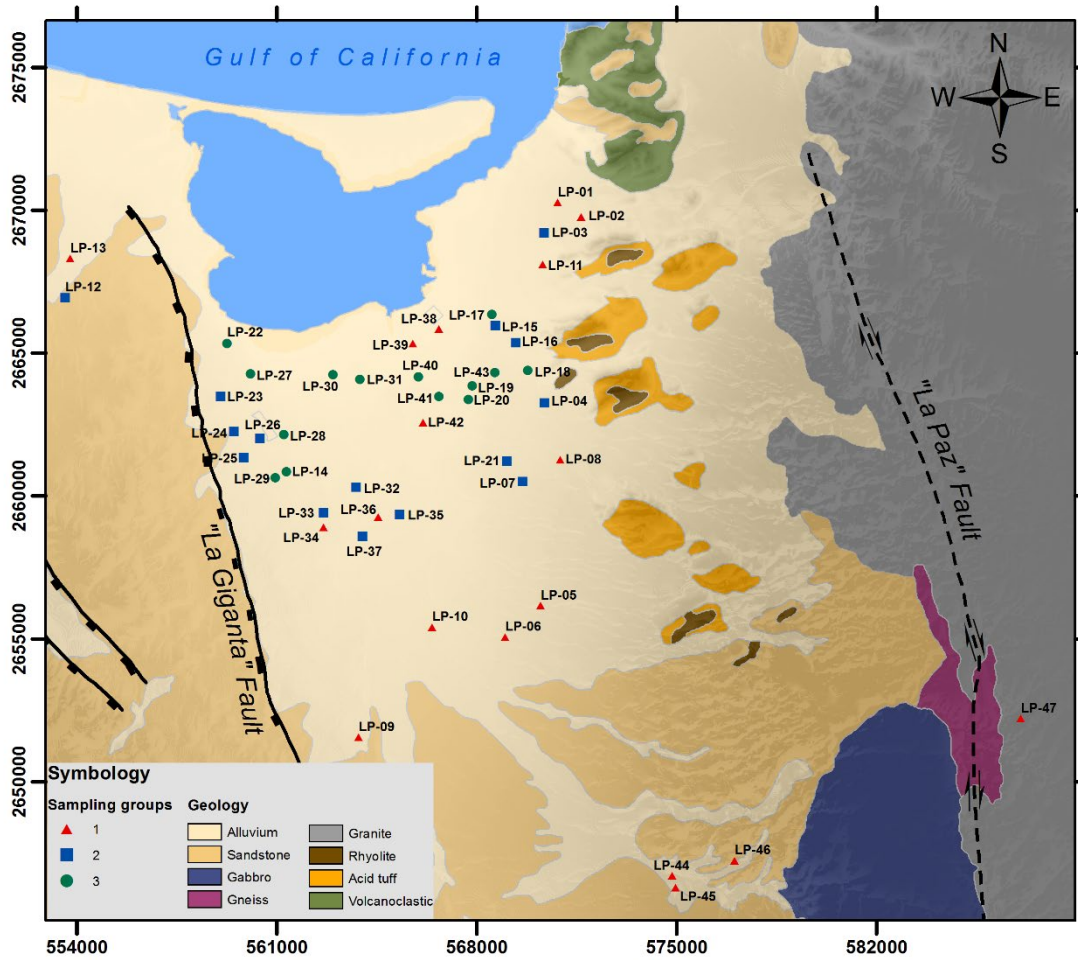 Gulf of California
N
W
E
S
2675000
2670000
2665000
2660000
2655000
2650000
LP-01
LP-02
LP-03
LP-11
LP-13
LP-12
LP-38
LP-17
LP-15
LP-16
LP-22
LP-39
LP-40
LP-43
LP-18
LP-27
LP-30
LP-31
LP-19
LP-41
LP-20
LP-04
LP-23
LP-26
LP-42
LP-24
LP-28
LP-25
LP-21
LP-08
LP-29
LP-14
LP-07
LP-32
LP-33
LP-36
LP-35
LP-34
LP-37
LP-05
LP-10
LP-06
LP-09
LP-47
LP-46
LP-44
LP-45
"La Giganta" Fault
"La Paz" Fault
Symbology
Sampling groups
1
2
3
Geology
Alluvium
Sandstone
Gabbro
Gneiss
Granite
Rhyolite
Acid tuff
Volcanoclastic
554000
561000
568000
575000
582000